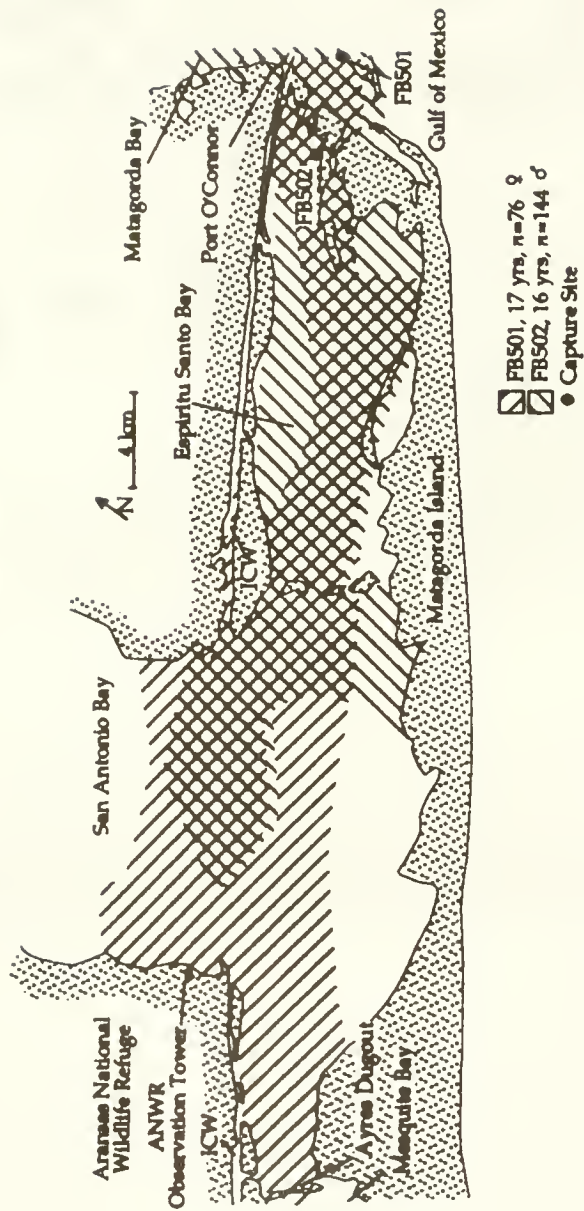 Aransas National
Wildlife Refuge
ANWR
Observation Tower
ICW
San Antonio Bay
N
4 km
Espiritu Santo Bay
Matagorda Bay
Port O'Connor
ICW
FB502
FB501
Gulf of Mexico
Ayres Dugout
Mesquite Bay
Matagorda Island
FB501, 17 yrs, n=76 ♀
FB502, 16 yrs, n=144 ♂
Capture Site